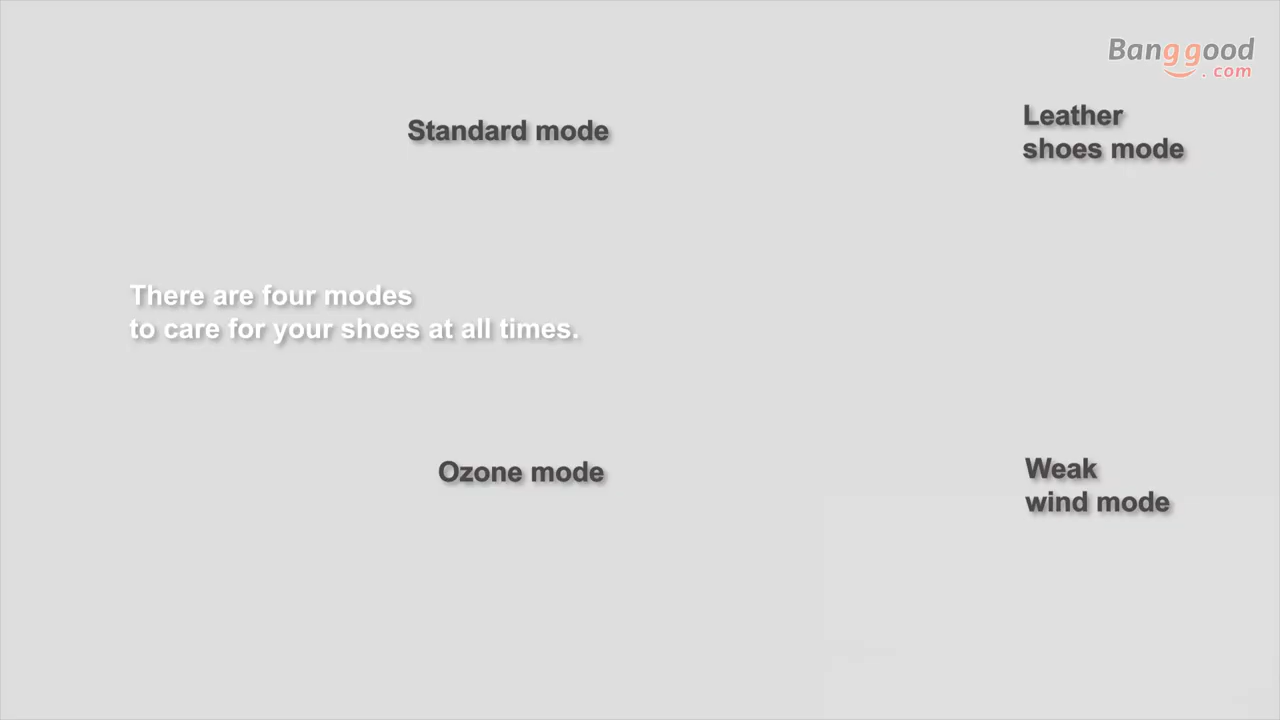 Banggood
.com
Standard mode
Leather
shoes mode
There are four modes
to care for your shoes at all times.
Ozone mode
Weak
wind mode